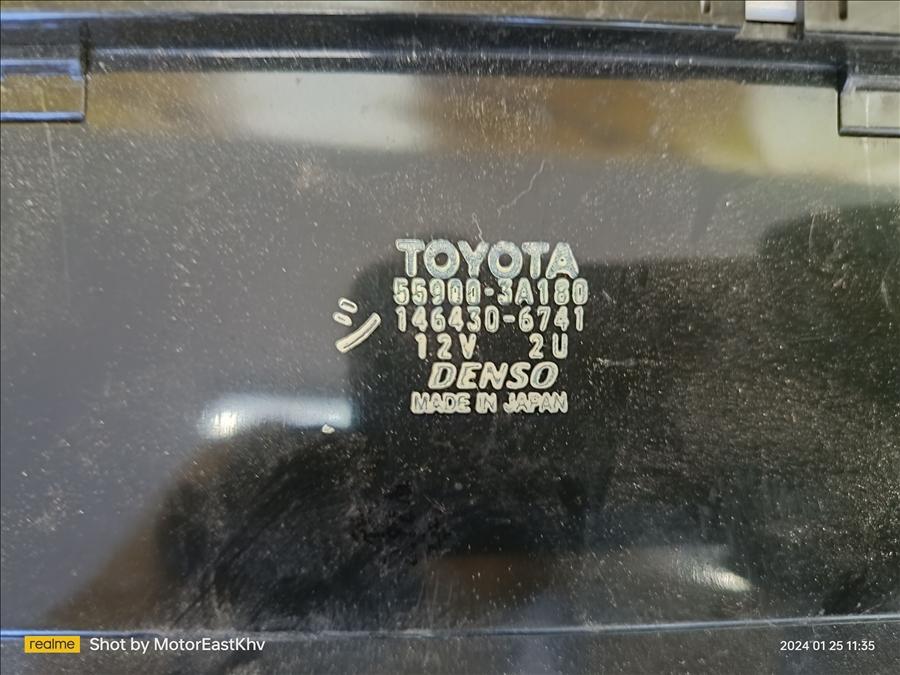 TOYOTA
55900-3A180
シ
146430-6741
12V 2U
DENSO
MADE IN JAPAN
realme Shot by MotorEastKhv
2024 01 25 11:35